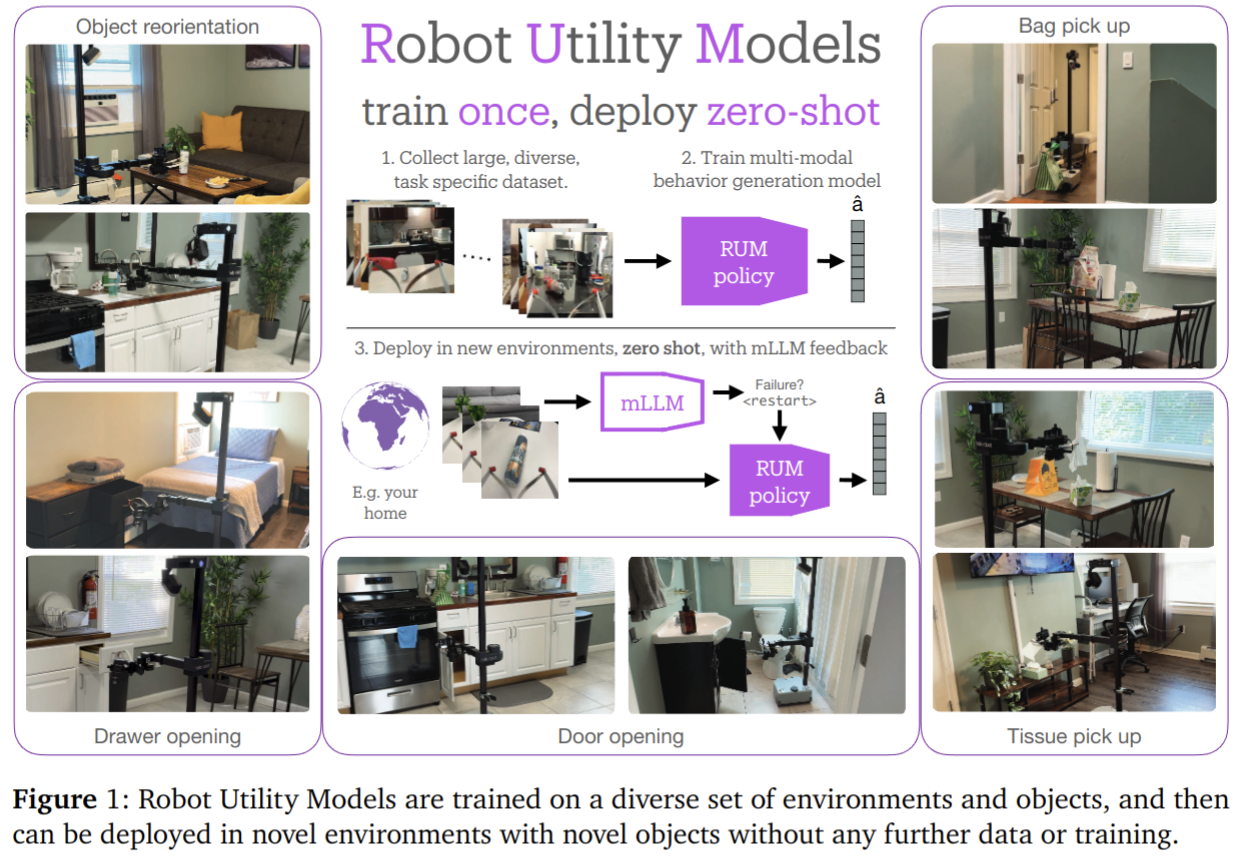 Object reorientation
Robot Utility Models
train once, deploy zero-shot
Bag pick up
1. Collect large, diverse,
task specific dataset.
2. Train multi-modal
behavior generation model
â
RUM
policy
3. Deploy in new environments, zero shot, with mLLM feedback
mLLM
Failure?
<restart>
â
RUM
policy
E.g. your
home
Drawer opening
Door opening
Tissue pick up
Figure 1: Robot Utility Models are trained on a diverse set of environments and objects, and then
can be deployed in novel environments with novel objects without any further data or training.